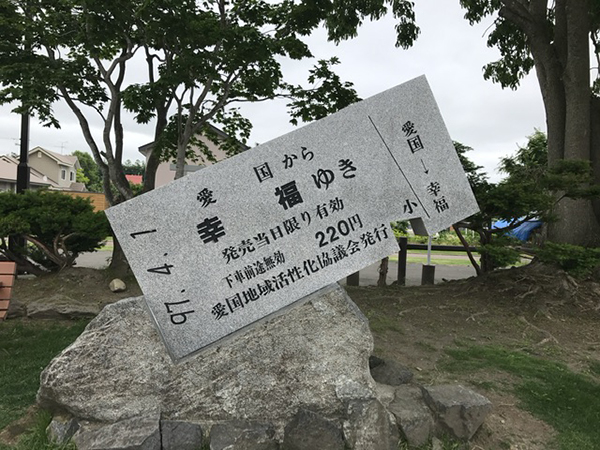 97.4.1
愛国から
幸福ゆき
発売当日限り有効
下車前途無効 220円
愛国地域活性化協議会発行
愛国→幸福
小